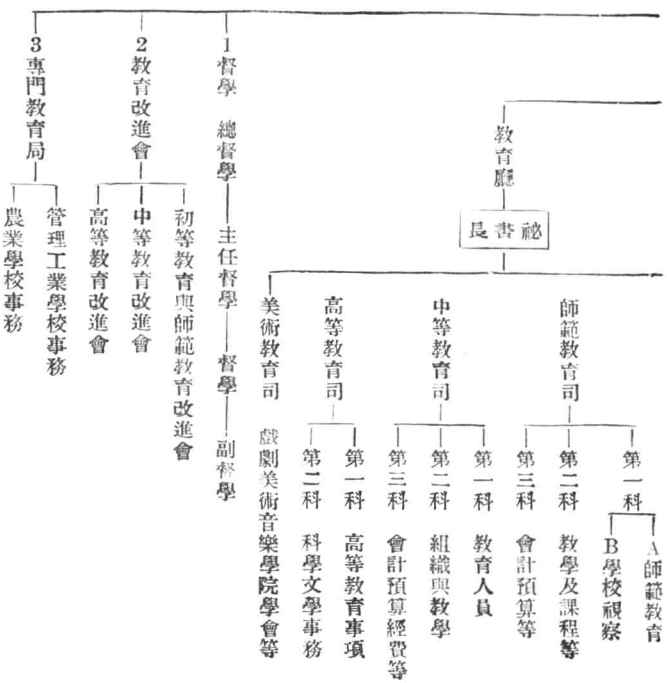 教育廳
祕書長
師範教育司
第一科
A師範教育
B學校視察
第二科 教學及課程等
第三科 會計預算等
中等教育司
第一科 教育人員
第二科 組織與教學
第三科 會計預算經費等
高等教育司
第一科 高等教育事項
第二科 科學文學事務
美術教育司 戲劇美術音樂學院學會等
1督學 總督學 主任督學 督學 副督學
2教育改進會
初等教育與師範教育改進會
中等教育改進會
高等教育改進會
3專門教育局
管理工業學校事務
農業學校事務